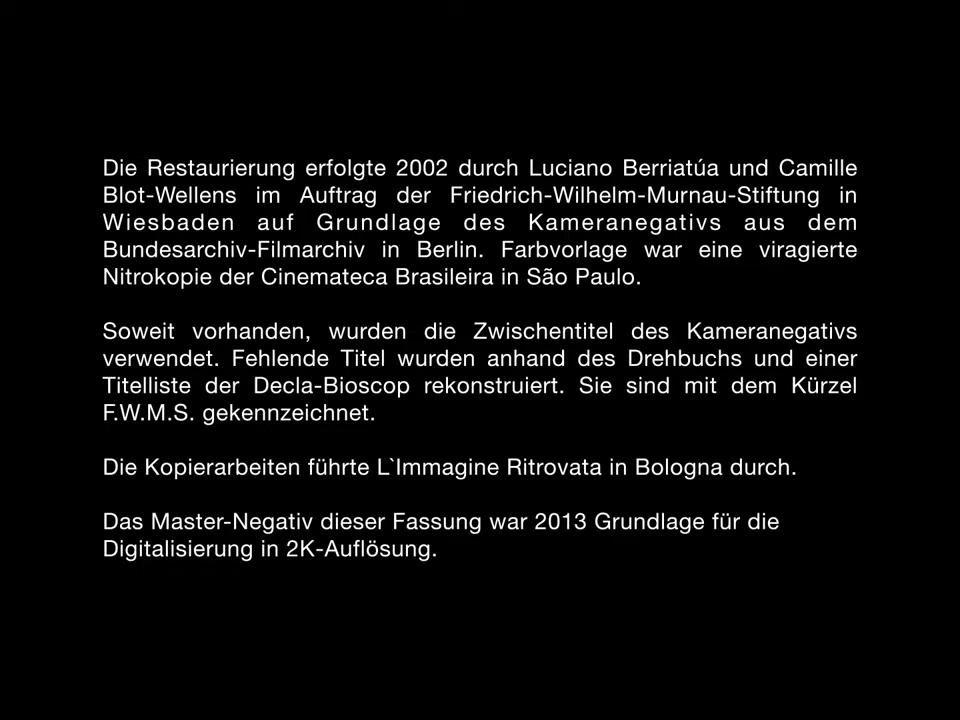 Die Restaurierung erfolgte 2002 durch Luciano Berriatúa und Camille
Blot-Wellens im Auftrag der Friedrich-Wilhelm-Murnau-Stiftung in
Wiesbaden auf Grundlage des Kameranegativs aus dem
Bundesarchiv-Filmarchiv in Berlin. Farbvorlage war eine viragierte
Nitrokopie der Cinemateca Brasileira in São Paulo.
Soweit vorhanden, wurden die Zwischentitel des Kameranegativs
verwendet. Fehlende Titel wurden anhand des Drehbuchs und einer
Titelliste der Decla-Bioscop rekonstruiert. Sie sind mit dem Kürzel
F.W.M.S. gekennzeichnet.
Die Kopierarbeiten führte L`Immagine Ritrovata in Bologna durch.
Das Master-Negativ dieser Fassung war 2013 Grundlage für die
Digitalisierung in 2K-Auflösung.